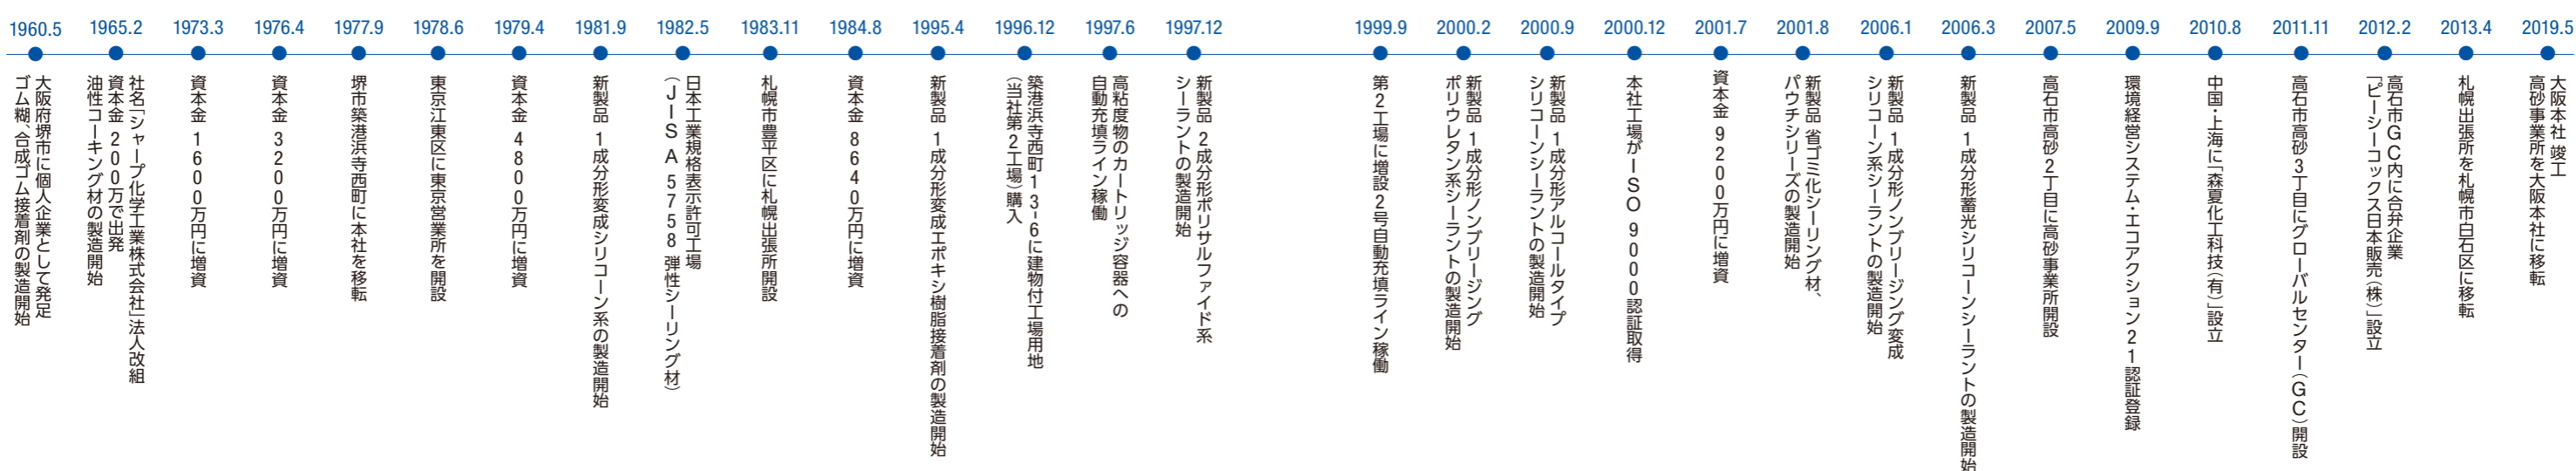 1960.5
大阪府堺市に個人企業として発足
ゴム糊、合成ゴム接着剤の製造開始
1965.2
社名「シャープ化学工業株式会社」法人改組
資本金 200万で出発
油性コーキング材の製造開始
1973.3
資本金 1600万円に増資
1976.4
資本金 3200万円に増資
1977.9
堺市築港浜寺西町に本社を移転
1978.6
東京江東区に東京営業所を開設
1979.4
資本金 4800万円に増資
1981.9
新製品 1成分形変成シリコーン系の製造開始
1982.5
日本工業規格表示許可工場
(JIS A 5758 弾性シーリング材)
1983.11
札幌市豊平区に札幌出張所開設
1984.8
資本金 8640万円に増資
1995.4
新製品 1成分形変成エポキシ樹脂接着剤の製造開始
1996.12
築港浜寺西町13-6に建物付工場用地
(当社第2工場)購入
1997.6
高粘度物のカートリッジ容器への
自動充填ライン稼働
1997.12
新製品 2成分形ポリサルファイド系
シーラントの製造開始
1999.9
第2工場に増設2号自動充填ライン稼働
2000.2
新製品 1成分形ノンブリージング
ポリウレタン系シーラントの製造開始
2000.9
新製品 1成分形アルコールタイプ
シリコーンシーラントの製造開始
2000.12
本社工場がISO 9000認証取得
2001.7
資本金 9200万円に増資
2001.8
新製品 省ゴミ化シーリング材、
パウチシリーズの製造開始
2006.1
新製品 1成分形ノンブリージング変成
シリコーン系シーラントの製造開始
2006.3
新製品 1成分形蓄光シリコーンシーラントの製造開始
2007.5
高石市高砂2丁目に高砂事業所開設
2009.9
環境経営システム・エコアクション21認証登録
2010.8
中国・上海に「森夏化工科技(有)」設立
2011.11
高石市高砂3丁目にグローバルセンター(GC)開設
2012.2
高石市GC内に合弁企業
「ピーシーコックス日本販売(株)」設立
2013.4
札幌出張所を札幌市白石区に移転
2019.5
大阪本社 竣工
高砂事業所を大阪本社に移転